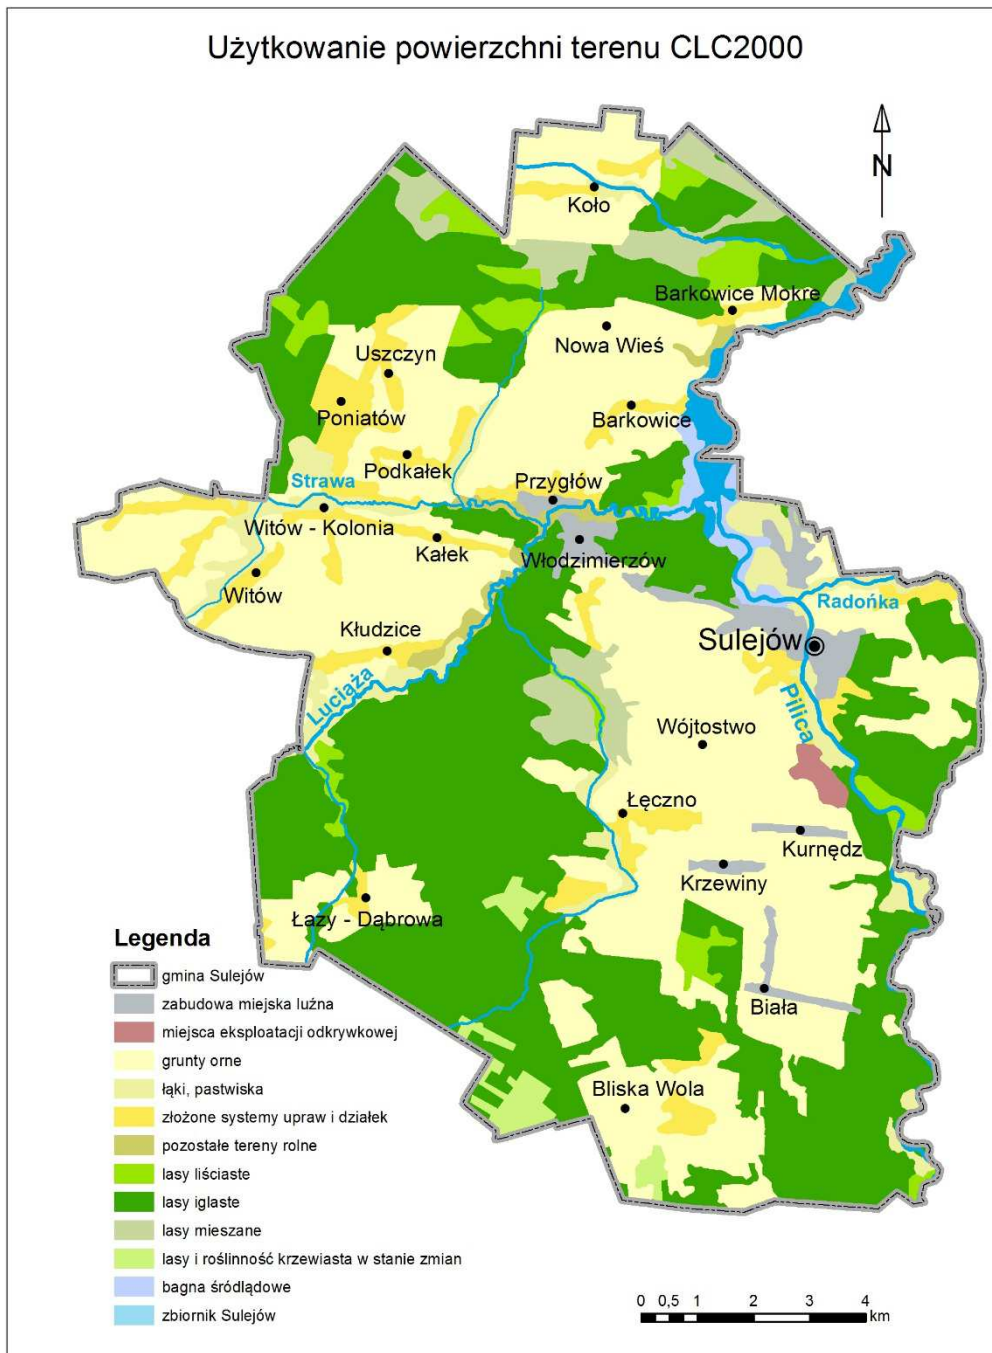 Użytkowanie powierzchni terenu CLC2000
N
Koło
Barkowice Mokre
Nowa Wieś
Uszczyn
Poniatów
Barkowice
Podkałek
Strawa
Przygłów
Witów - Kolonia
Kałek
Włodzimierzów
Witów
Radońka
Kłudzice
Sulejów
Luciąża
Pilica
Wójtostwo
Łęczno
Kurnędz
Krzewiny
Łazy - Dąbrowa
Biała
Bliska Wola
Legenda
gmina Sulejów
zabudowa miejska luźna
miejsca eksploatacji odkrywkowej
grunty orne
łąki, pastwiska
złożone systemy upraw i działek
pozostałe tereny rolne
lasy liściaste
lasy iglaste
lasy mieszane
lasy i roślinność krzewiasta w stanie zmian
bagna śródlądowe
zbiornik Sulejów
0 0,5 1 2 3 4
km